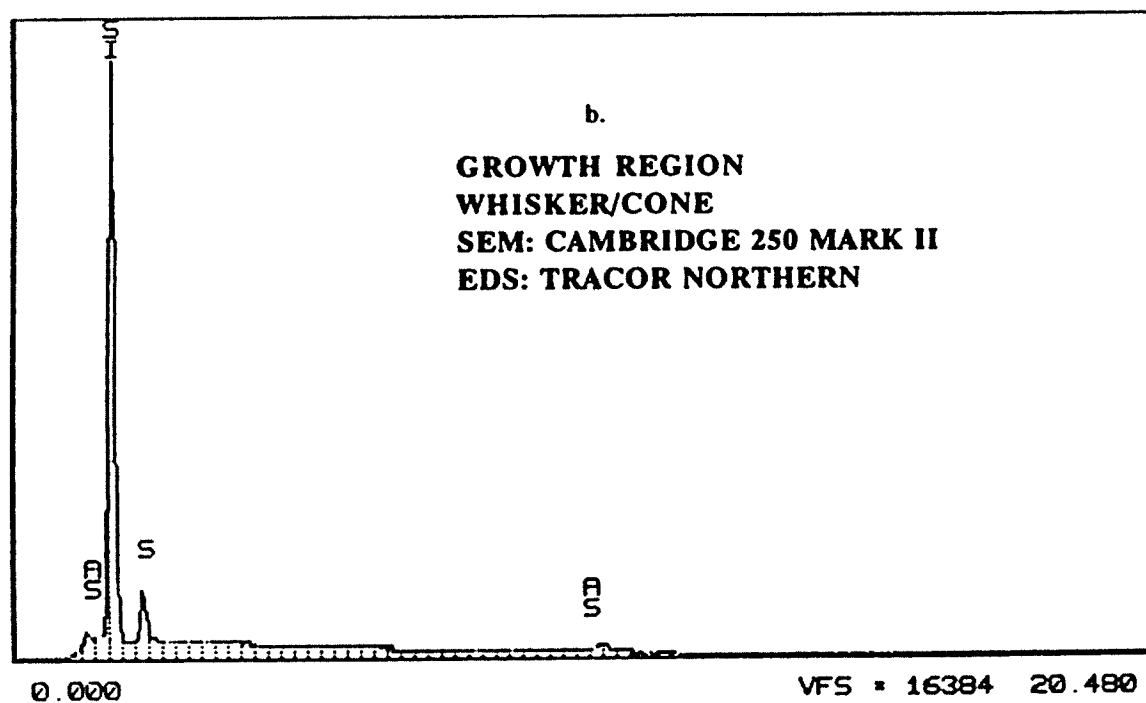 SI
b.
GROWTH REGION
WHISKER/CONE
SEM: CAMBRIDGE 250 MARK II
EDS: TRACOR NORTHERN
S
AS
AS
0.000 VFS = 16384 20.480